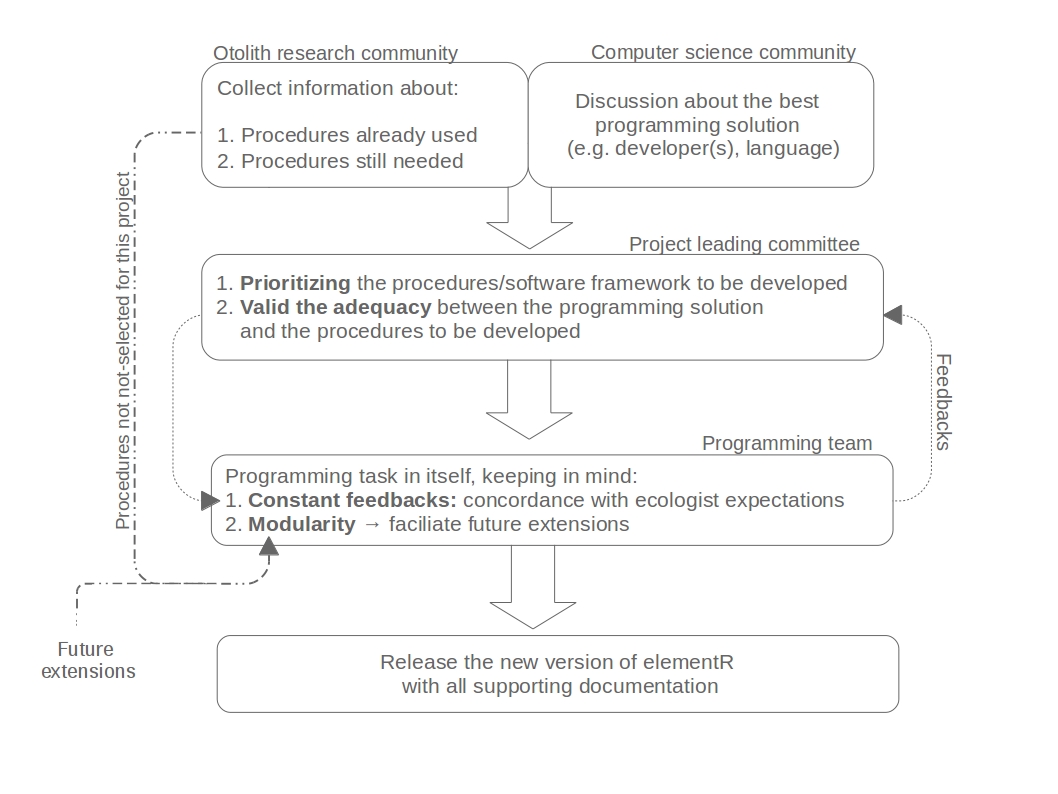 Otolith research community
Computer science community
Collect information about:
1. Procedures already used
2. Procedures still needed
Discussion about the best
programming solution
(e.g. developer(s), language)
Project leading committee
1. Prioritizing the procedures/software framework to be developed
2. Valid the adequacy between the programming solution
and the procedures to be developed
Procedures not not-selected for this project
Feedbacks
Programming team
Programming task in itself, keeping in mind:
1. Constant feedbacks: concordance with ecologist expectations
2. Modularity → faciliate future extensions
Future
extensions
Release the new version of elementR
with all supporting documentation